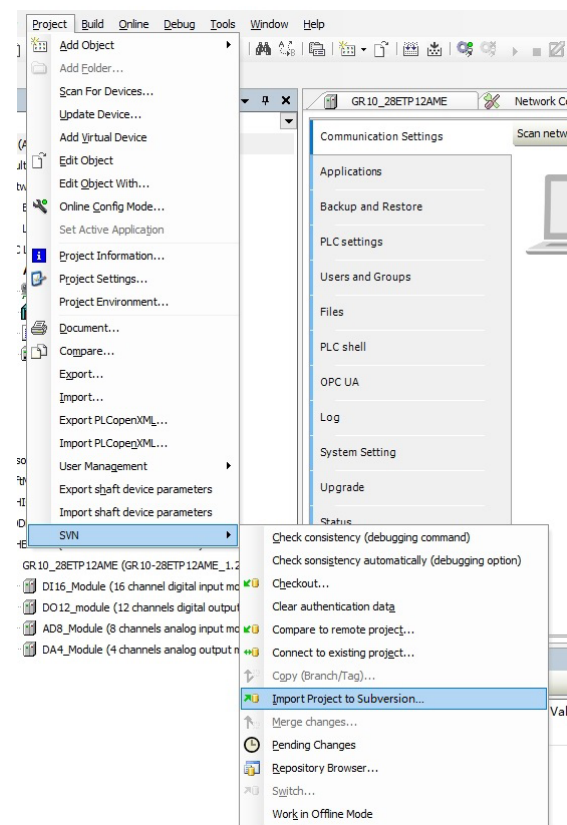 Project Build Online Debug Tools Window Help
Add Object
Add Folder...
Scan For Devices...
Update Device...
Add Virtual Device
Edit Object
Edit Object With...
Online Config Mode...
Set Active Application
Project Information...
Project Settings...
Project Environment...
Document...
Compare...
Export...
Import...
Export PLCopenXML...
Import PLCopenXML...
User Management
Export shaft device parameters
Import shaft device parameters
SVN
GR10_28ETP12AME (GR10-28ETP12AME_1.2
DI16_Module (16 channel digital input mo
DO12_module (12 channels digital output
AD8_Module (8 channels analog input mo
DA4_Module (4 channels analog output m
GR10_28ETP12AME
Network Co
Communication Settings
Scan netw
Applications
Backup and Restore
PLC settings
Users and Groups
Files
PLC shell
OPC UA
Log
System Setting
Upgrade
Status
Check consistency (debugging command)
Check sonsigtency automatically (debugging option)
Checkout...
Clear authentication data
Compare to remote project...
Connect to existing project...
Copy (Branch/Tag)...
Import Project to Subversion...
Merge changes...
Pending Changes
Repository Browser...
Switch...
Work in Offline Mode
Val